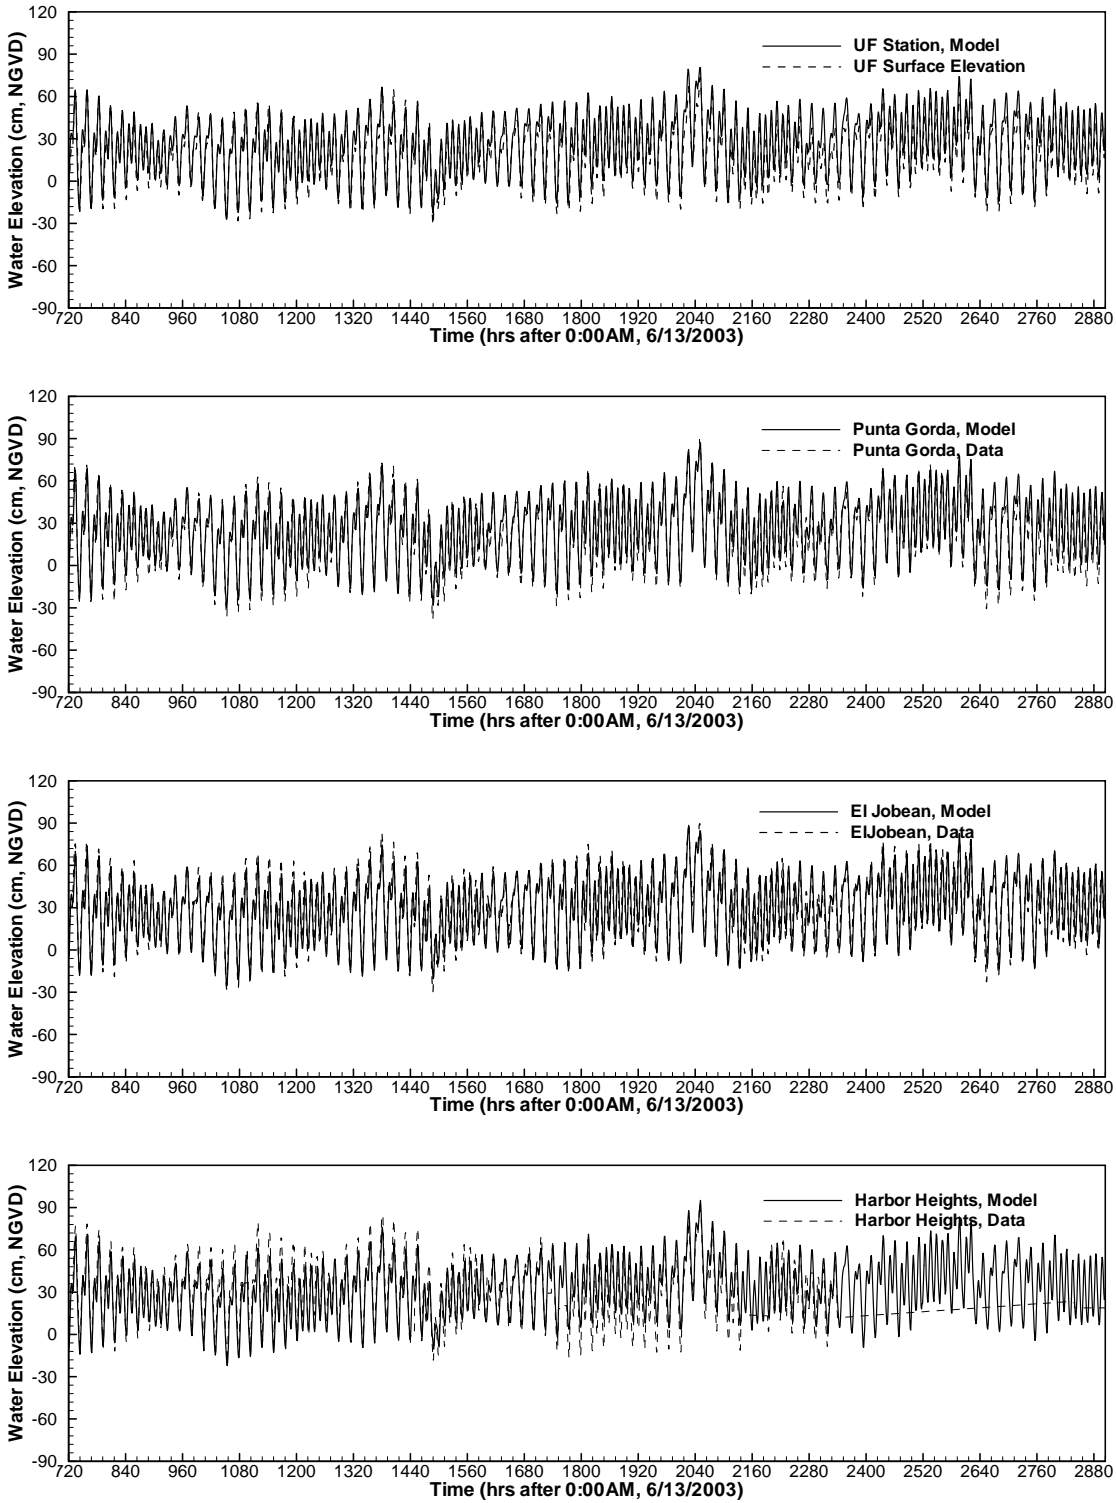 120
90
60
30
0
-30
-60
-90
Water Elevation (cm, NGVD)
UF Station, Model
UF Surface Elevation
720 840 960 1080 1200 1320 1440 1560 1680 1800 1920 2040 2160 2280 2400 2520 2640 2760 2880
Time (hrs after 0:00AM, 6/13/2003)
120
90
60
30
0
-30
-60
-90
Water Elevation (cm, NGVD)
Punta Gorda, Model
Punta Gorda, Data
720 840 960 1080 1200 1320 1440 1560 1680 1800 1920 2040 2160 2280 2400 2520 2640 2760 2880
Time (hrs after 0:00AM, 6/13/2003)
120
90
60
30
0
-30
-60
-90
Water Elevation (cm, NGVD)
El Jobean, Model
ElJobean, Data
720 840 960 1080 1200 1320 1440 1560 1680 1800 1920 2040 2160 2280 2400 2520 2640 2760 2880
Time (hrs after 0:00AM, 6/13/2003)
120
90
60
30
0
-30
-60
-90
Water Elevation (cm, NGVD)
Harbor Heights, Model
Harbor Heights, Data
720 840 960 1080 1200 1320 1440 1560 1680 1800 1920 2040 2160 2280 2400 2520 2640 2760 2880
Time (hrs after 0:00AM, 6/13/2003)